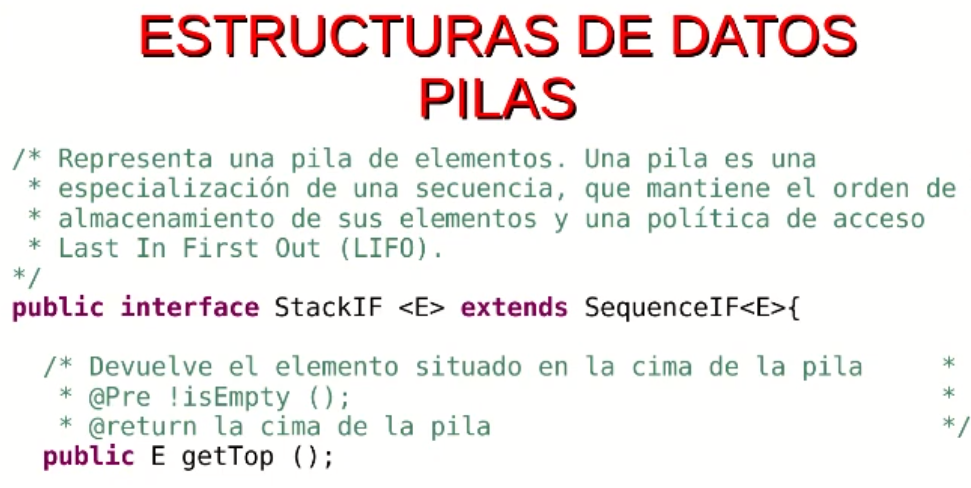 ESTRUCTURAS DE DATOS
PILAS
/* Representa una pila de elementos. Una pila es una
* especialización de una secuencia, que mantiene el orden de
* almacenamiento de sus elementos y una política de acceso
* Last In First Out (LIFO).
*/
public interface StackIF <E> extends SequenceIF<E>{
/* Devuelve el elemento situado en la cima de la pila *
* @Pre !isEmpty (); *
* @return la cima de la pila */
public E getTop ();